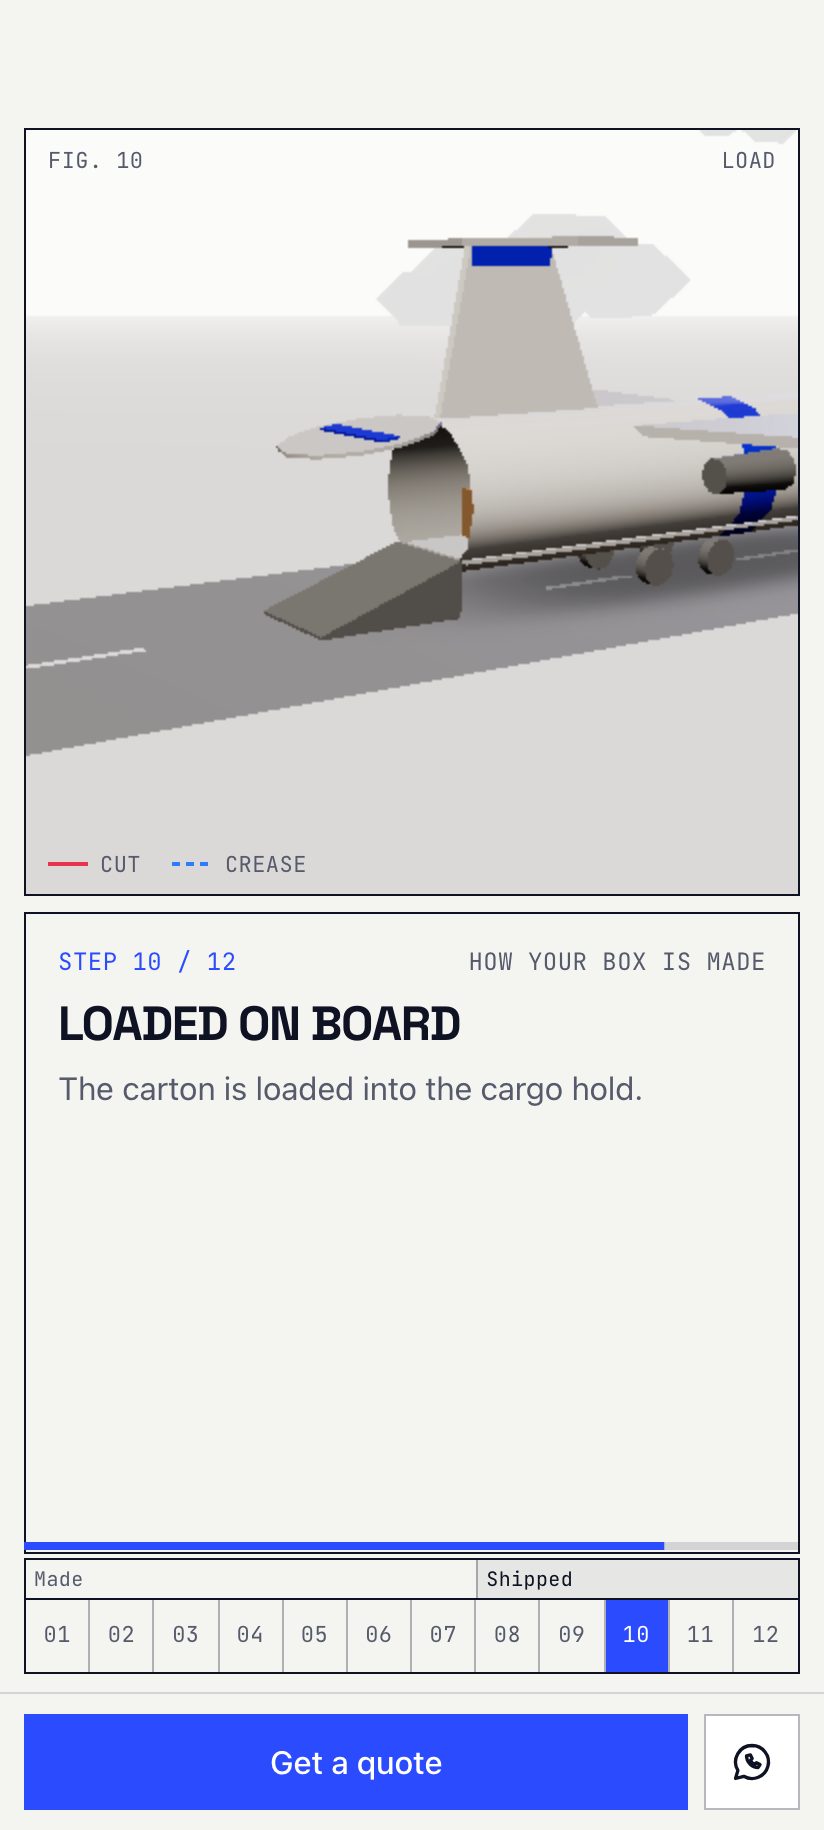 FIG. 10
LOAD
CUT
CREASE
STEP 10 / 12
HOW YOUR BOX IS MADE
LOADED ON BOARD
The carton is loaded into the cargo hold.
Made
Shipped
01 02 03 04 05 06 07 08 09 10 11 12
Get a quote